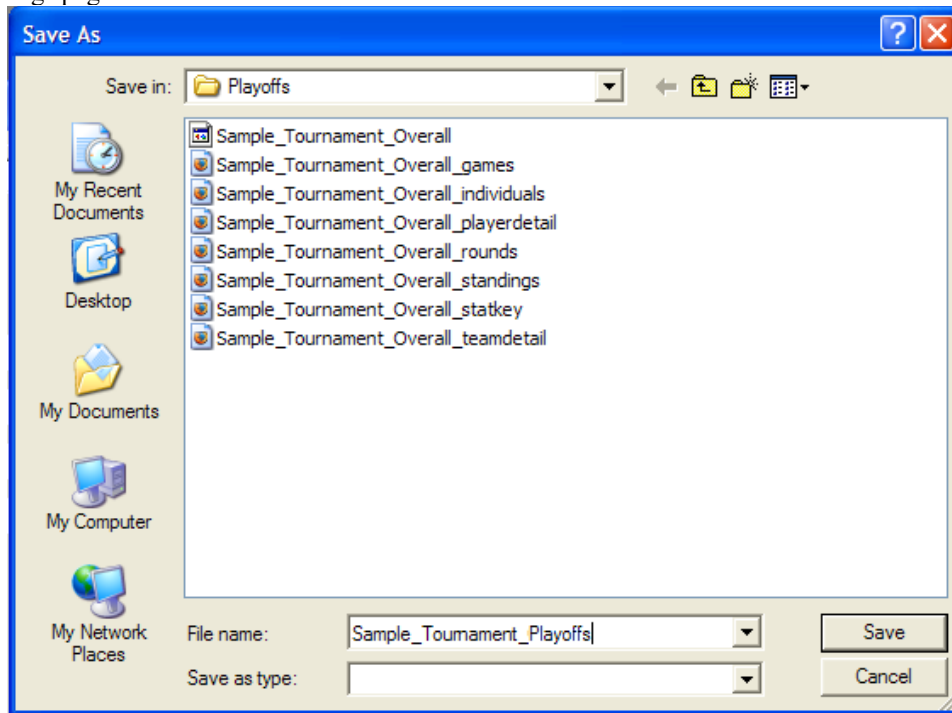 Save As
Save in:
Playoffs
Sample_Tournament_Overall
Sample_Tournament_Overall_games
Sample_Tournament_Overall_individuals
Sample_Tournament_Overall_playerdetail
Sample_Tournament_Overall_rounds
Sample_Tournament_Overall_standings
Sample_Tournament_Overall_statkey
Sample_Tournament_Overall_teamdetail
My Recent
Documents
Desktop
My Documents
My Computer
My Network
Places
File name:
Sample_Tournament_Playoffs
Save
Save as type:
Cancel